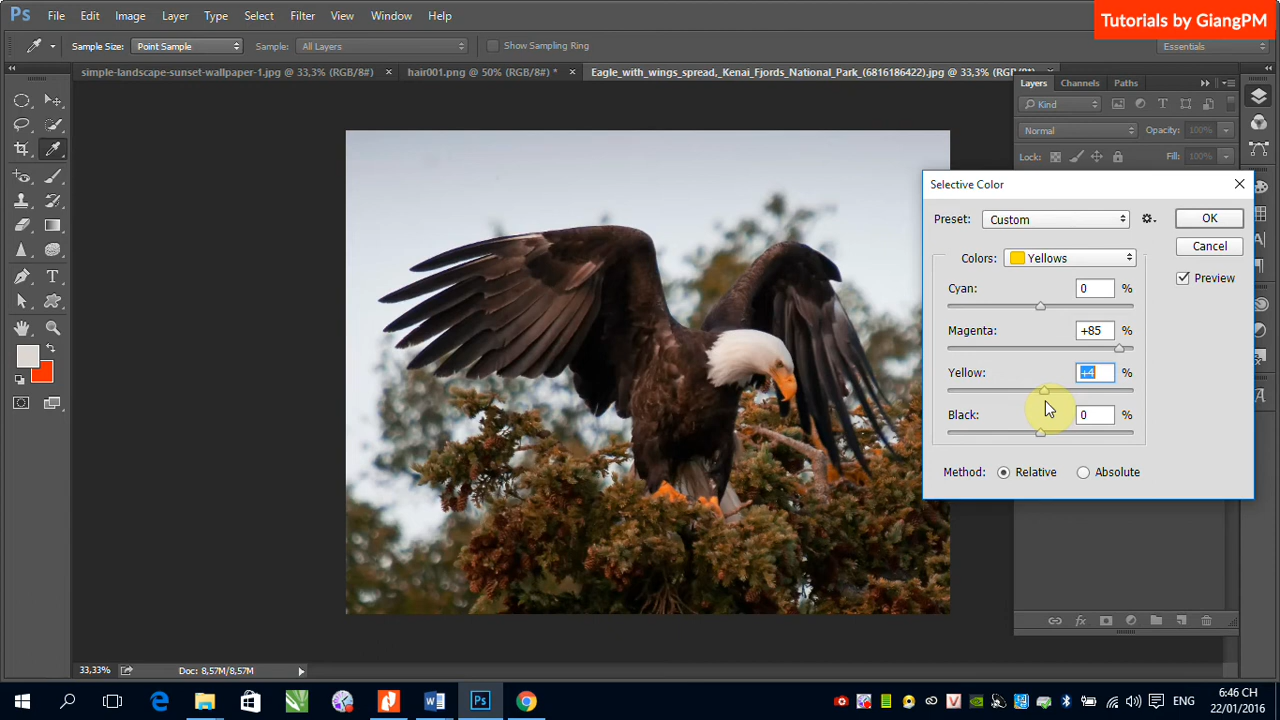 Ps File Edit Image Layer Type Select Filter View Window Help
Tutorials by GiangPM
Sample Size: Point Sample Sample: All Layers Show Sampling Ring Essentials
simple-landscape-sunset-wallpaper-1.jpg @ 33,3% (RGB/8#) × hair001.png @ 50% (RGB/8#) * × Eagle_with_wings_spread,_Kenai_Fjords_National_Park_(6816186422).jpg @ 33,3% (RGB/8#) ×
Layers Channels Paths
Kind
Normal Opacity: 100%
Lock: Fill: 100%
Selective Color
Preset: Custom OK
Cancel
Colors: Yellows
Preview
Cyan: 0 %
Magenta: +85 %
Yellow: +4 %
Black: 0 %
Method: Relative Absolute
33,33% Doc: 8,57M/8,57M
ENG
6:46 CH
22/01/2016